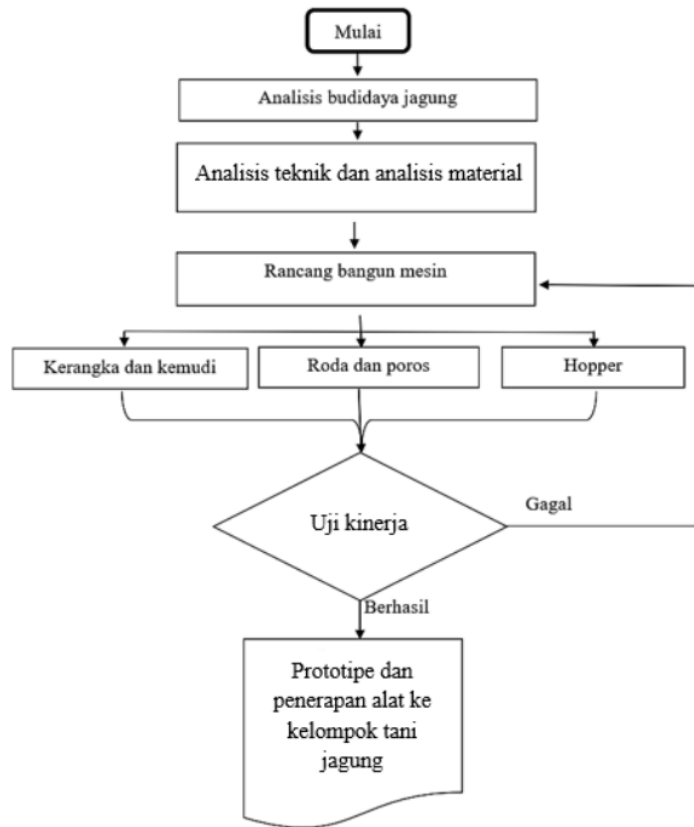 Mulai
Analisis budidaya jagung
Analisis teknik dan analisis material
Rancang bangun mesin
Kerangka dan kemudi
Roda dan poros
Hopper
Uji kinerja
Gagal
Berhasil
Prototipe dan
penerapan alat ke
kelompok tani
jagung